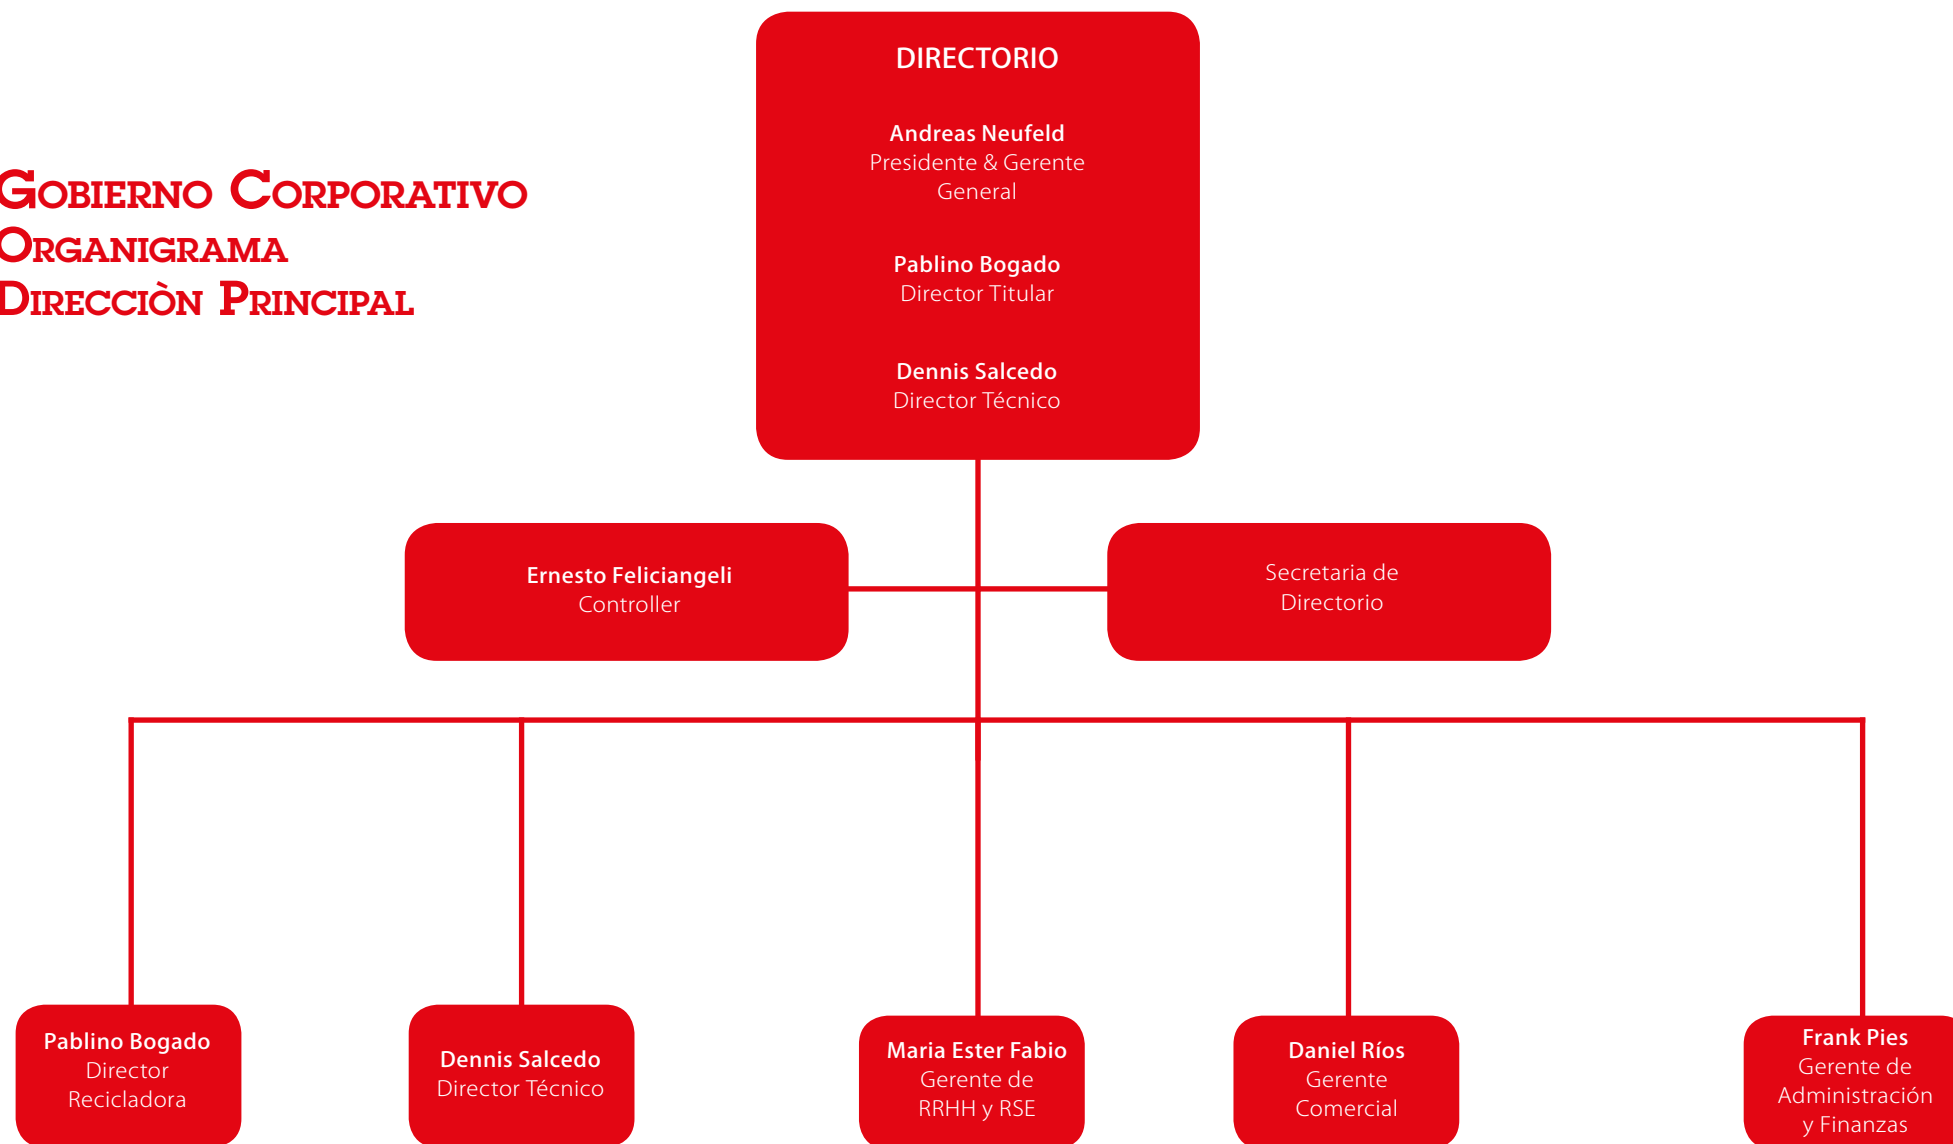 GOBIERNO CORPORATIVO
ORGANIGRAMA
DIRECCIÒN PRINCIPAL
DIRECTORIO
Andreas Neufeld
Presidente & Gerente
General
Pablino Bogado
Director Titular
Dennis Salcedo
Director Técnico
Ernesto Feliciangeli
Controller
Secretaria de
Directorio
Pablino Bogado
Director
Recicladora
Dennis Salcedo
Director Técnico
Maria Ester Fabio
Gerente de
RRHH y RSE
Daniel Ríos
Gerente
Comercial
Frank Pies
Gerente de
Administración
y Finanzas